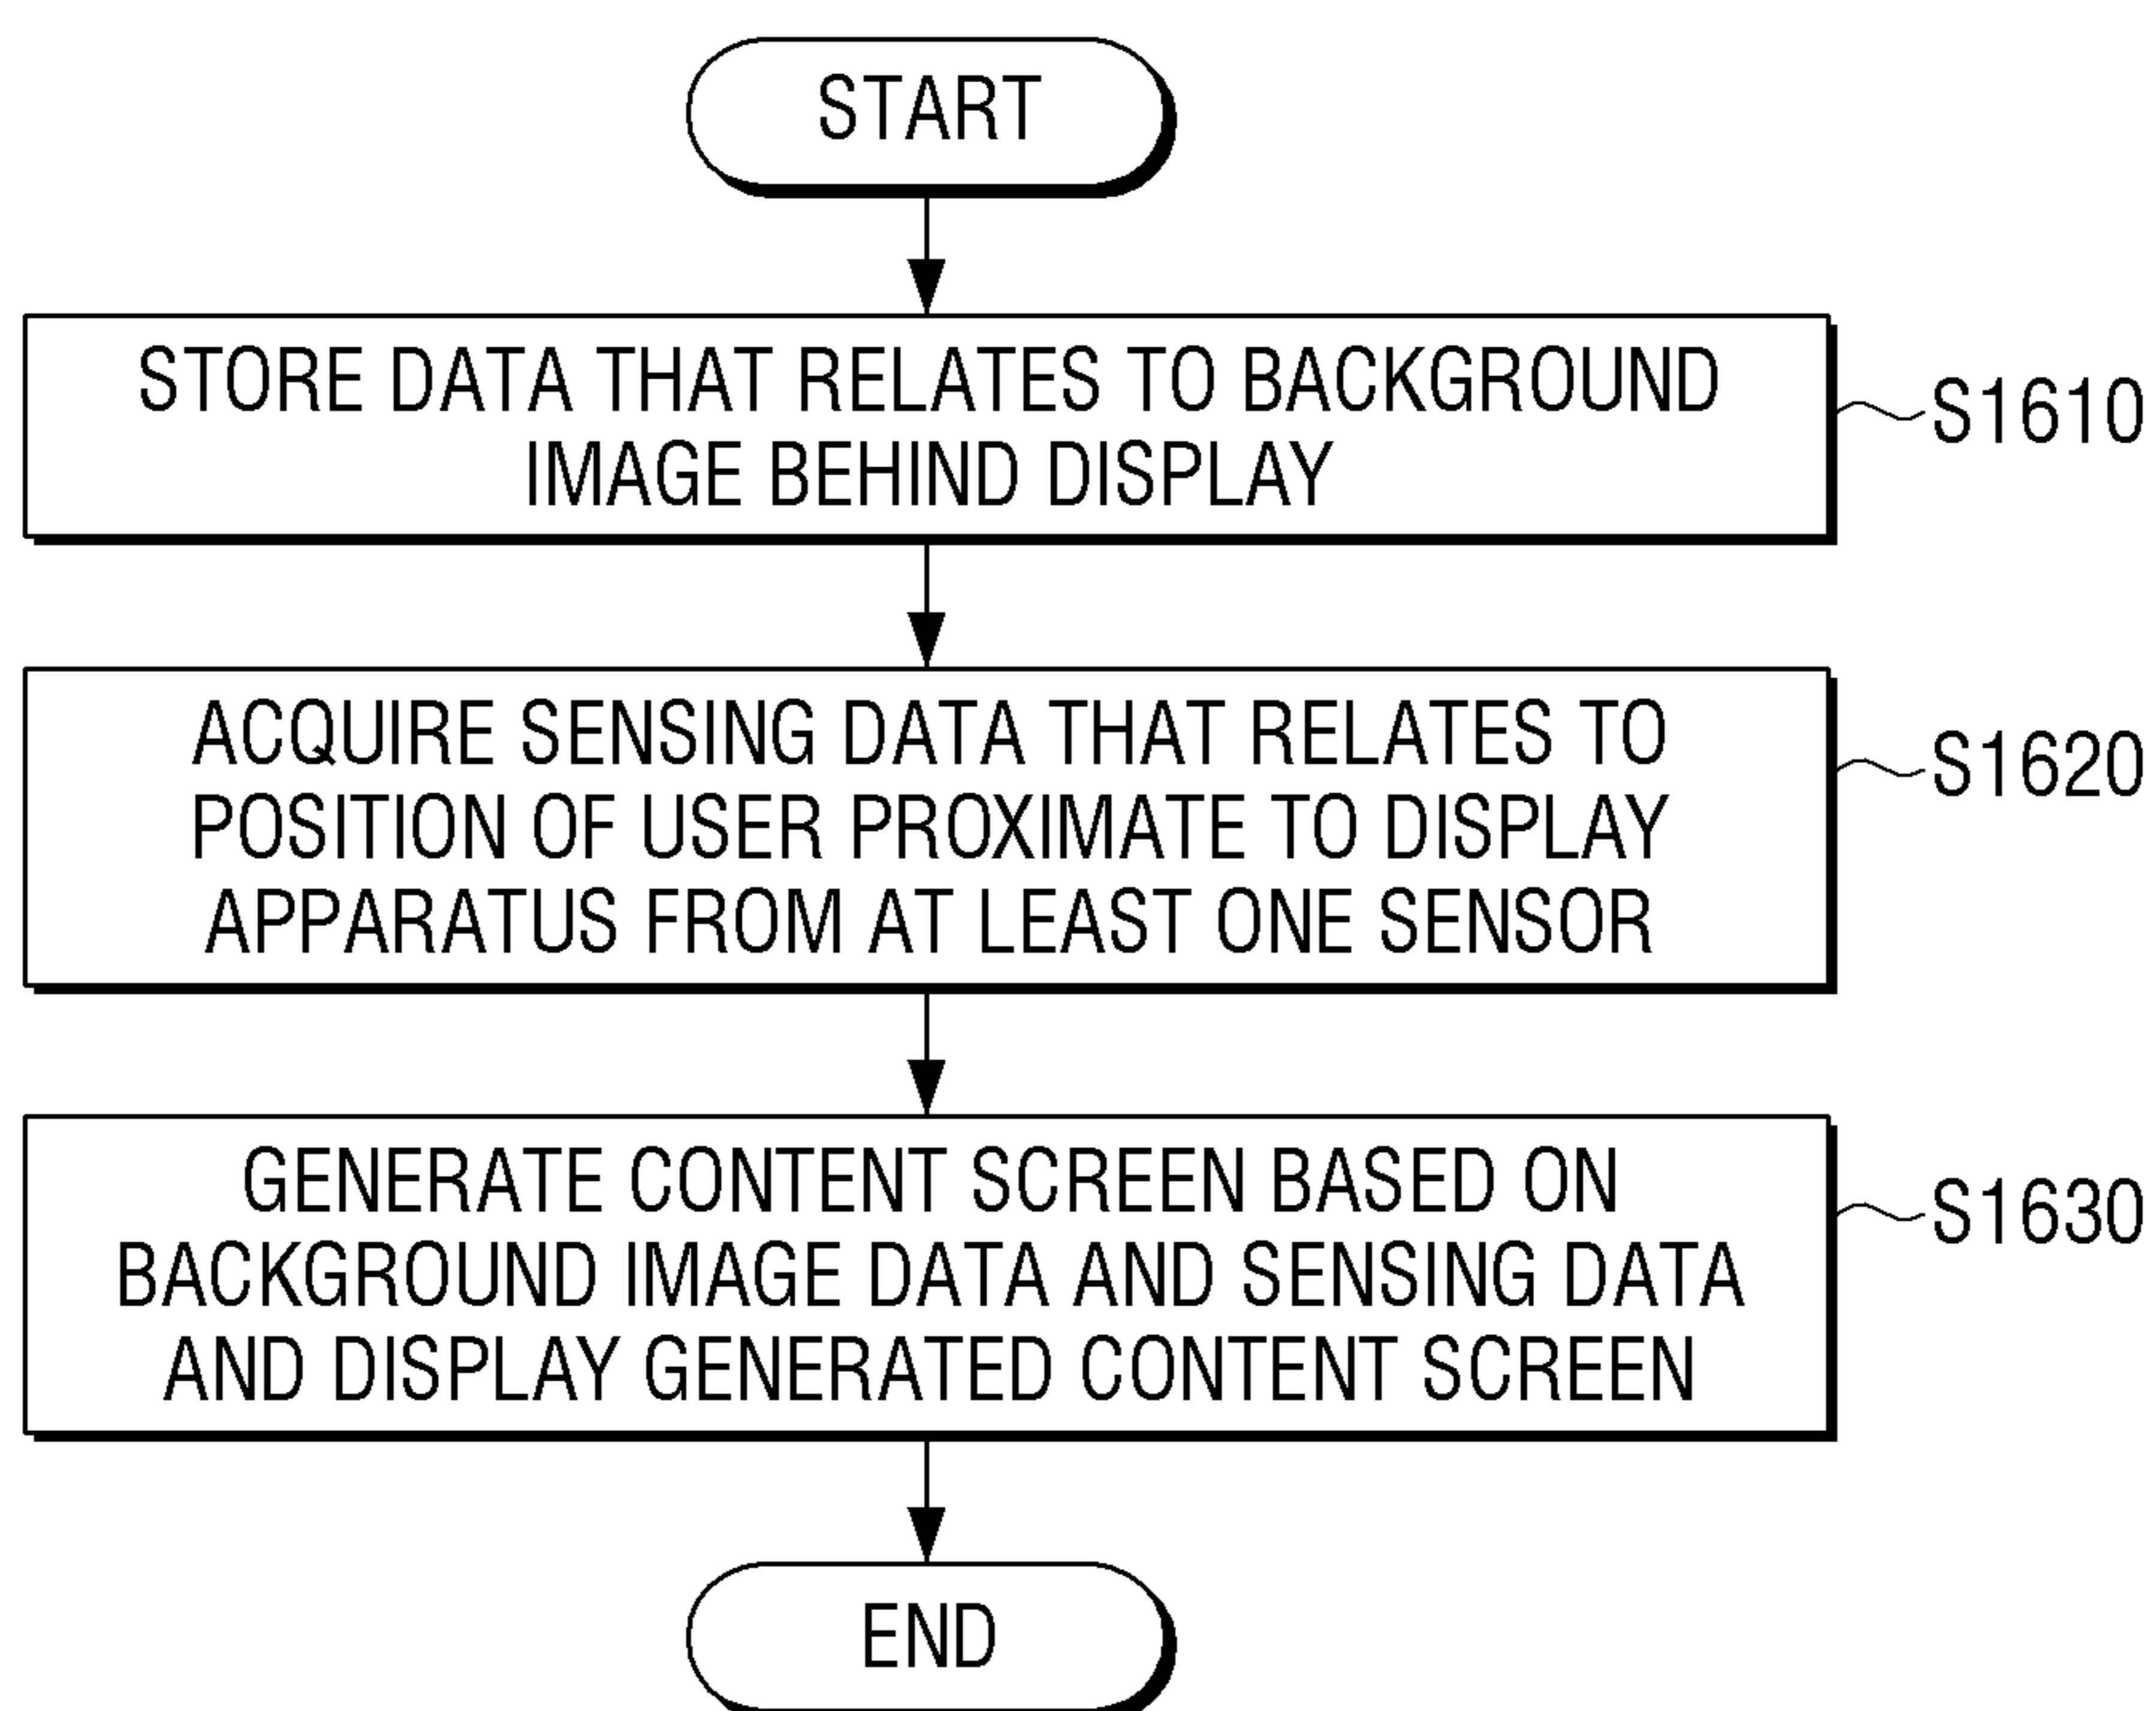 START
STORE DATA THAT RELATES TO BACKGROUND
IMAGE BEHIND DISPLAY
S1610
ACQUIRE SENSING DATA THAT RELATES TO
POSITION OF USER PROXIMATE TO DISPLAY
APPARATUS FROM AT LEAST ONE SENSOR
S1620
GENERATE CONTENT SCREEN BASED ON
BACKGROUND IMAGE DATA AND SENSING DATA
AND DISPLAY GENERATED CONTENT SCREEN
S1630
END